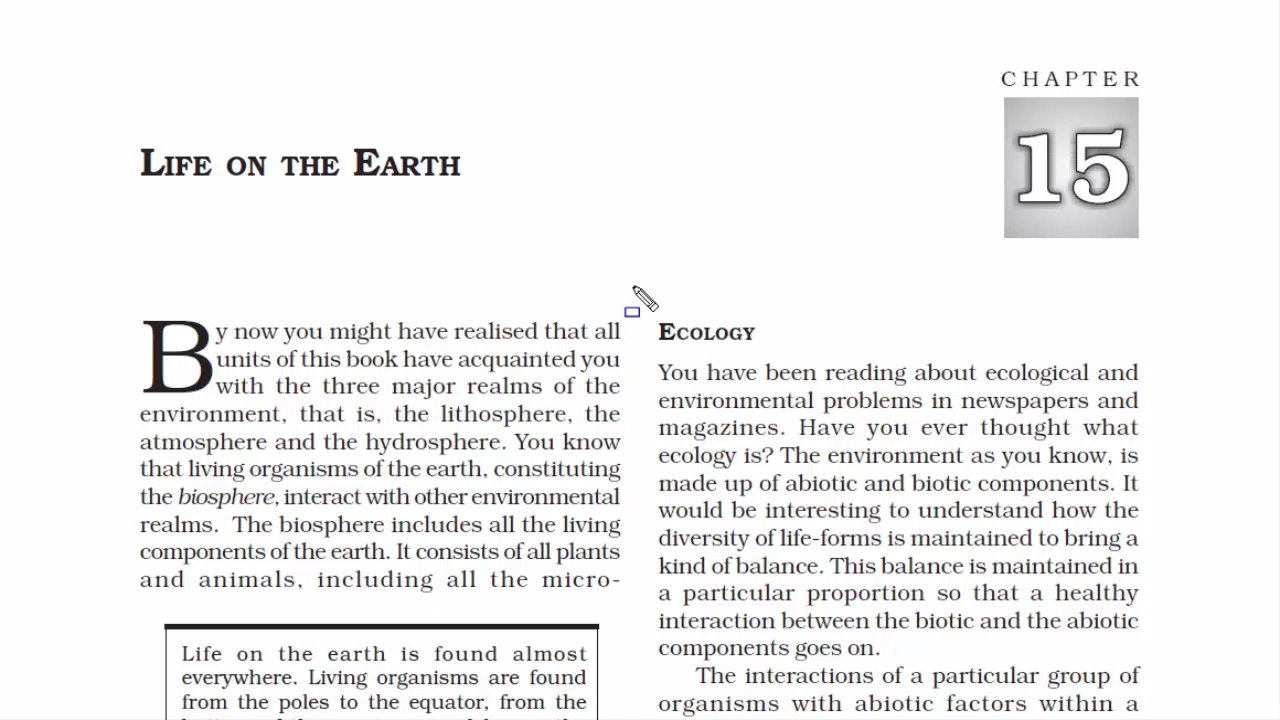 CHAPTER
15
LIFE ON THE EARTH
By now you might have realised that all
units of this book have acquainted you
with the three major realms of the
environment, that is, the lithosphere, the
atmosphere and the hydrosphere. You know
that living organisms of the earth, constituting
the biosphere, interact with other environmental
realms. The biosphere includes all the living
components of the earth. It consists of all plants
and animals, including all the micro-
Life on the earth is found almost
everywhere. Living organisms are found
from the poles to the equator, from the
ECOLOGY
You have been reading about ecological and
environmental problems in newspapers and
magazines. Have you ever thought what
ecology is? The environment as you know, is
made up of abiotic and biotic components. It
would be interesting to understand how the
diversity of life-forms is maintained to bring a
kind of balance. This balance is maintained in
a particular proportion so that a healthy
interaction between the biotic and the abiotic
components goes on.
The interactions of a particular group of
organisms with abiotic factors within a